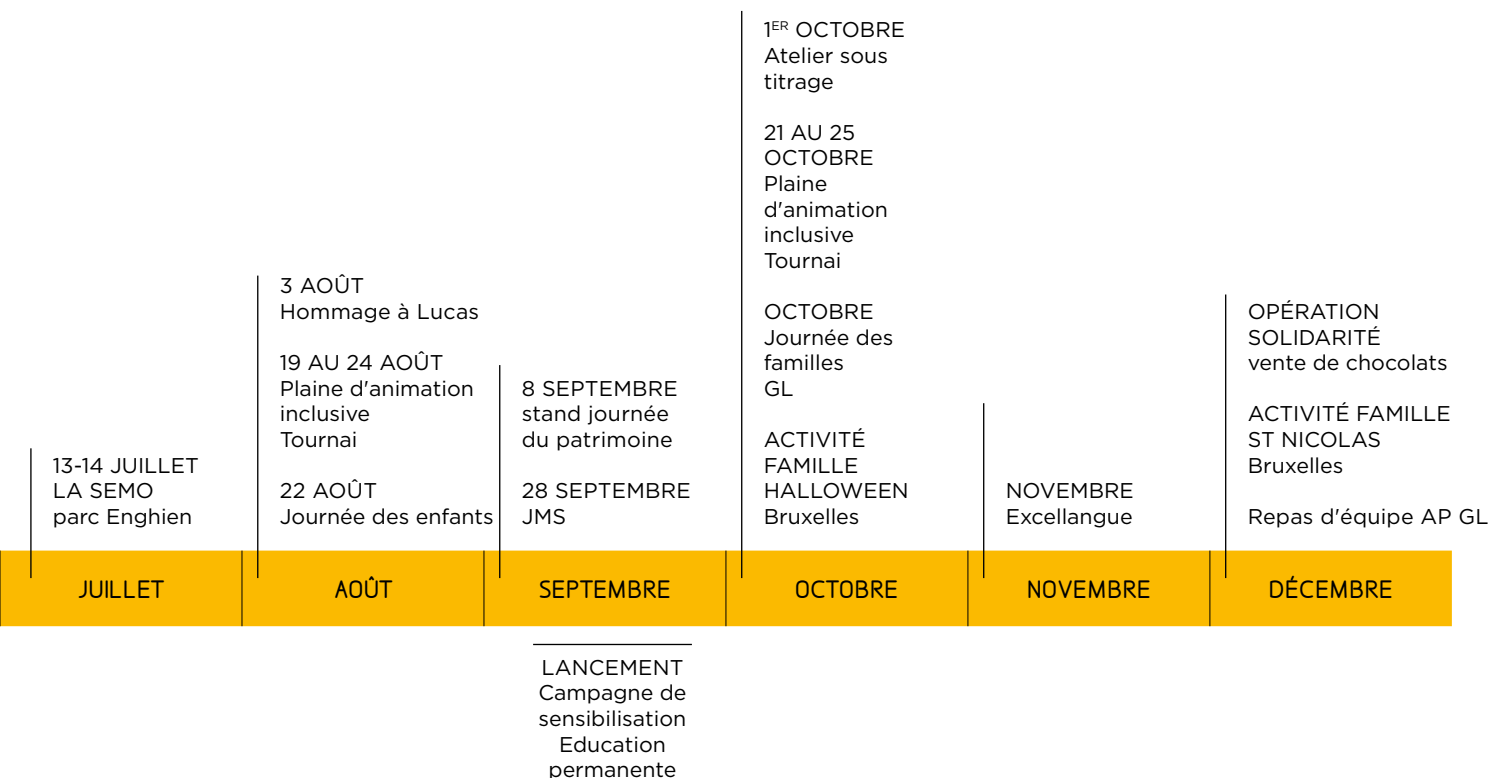 13-14 JUILLET
LA SEMO
parc Enghien
3 AOÛT
Hommage à Lucas
19 AU 24 AOÛT
Plaine d'animation
inclusive
Tournai
22 AOÛT
Journée des enfants
8 SEPTEMBRE
stand journée
du patrimoine
28 SEPTEMBRE
JMS
1ER OCTOBRE
Atelier sous
titrage
21 AU 25
OCTOBRE
Plaine
d'animation
inclusive
Tournai
OCTOBRE
Journée des
familles
GL
ACTIVITÉ
FAMILLE
HALLOWEEN
Bruxelles
NOVEMBRE
Excellangue
OPÉRATION
SOLIDARITÉ
vente de chocolats
ACTIVITÉ FAMILLE
ST NICOLAS
Bruxelles
Repas d'équipe AP GL
JUILLET
AOÛT
SEPTEMBRE
OCTOBRE
NOVEMBRE
DÉCEMBRE
LANCEMENT
Campagne de
sensibilisation
Education
permanente